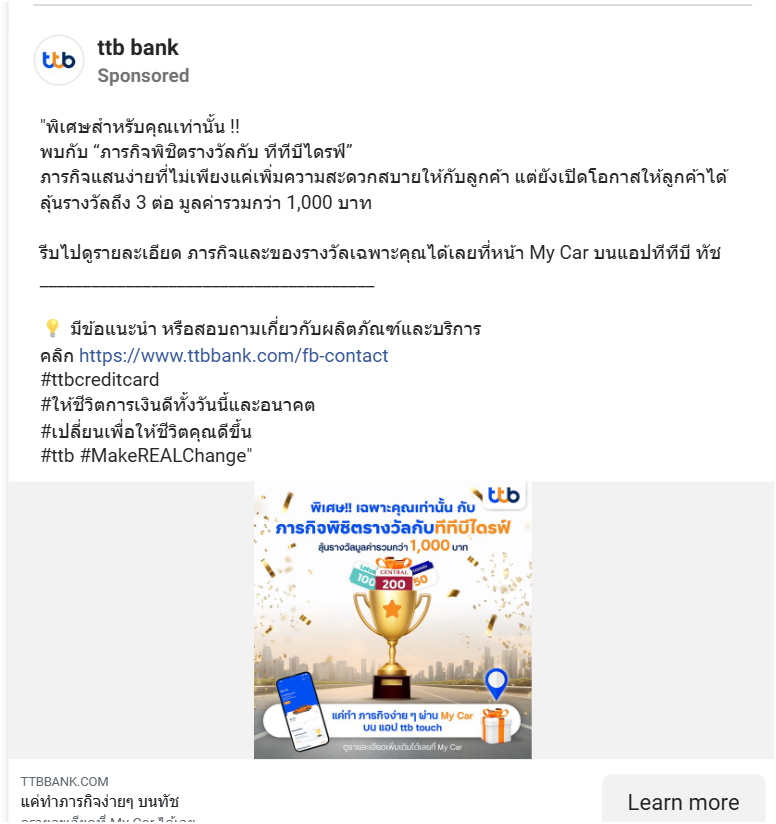 ttb
ttb bank
Sponsored
"พิเศษสำหรับคุณเท่านั้น !!
พบกับ “ภารกิจพิชิตรางวัลกับ ทีทีบีไดรฟ์”
ภารกิจแสนง่ายที่ไม่เพียงแค่เพิ่มความสะดวกสบายให้กับลูกค้า แต่ยังเปิดโอกาสให้ลูกค้าได้
ลุ้นรางวัลถึง 3 ต่อ มูลค่ารวมกว่า 1,000 บาท
รีบไปดูรายละเอียด ภารกิจและของรางวัลเฉพาะคุณได้เลยที่หน้า My Car บนแอปทีทีบี ทัช
________________________________________
💡 มีข้อแนะนำ หรือสอบถามเกี่ยวกับผลิตภัณฑ์และบริการ
คลิก https://www.ttbbank.com/fb-contact
#ttbcreditcard
#ให้ชีวิตการเงินดีทั้งวันนี้และอนาคต
#เปลี่ยนเพื่อให้ชีวิตคุณดีขึ้น
#ttb #MakeREALChange"
ttb
พิเศษ!! เฉพาะคุณเท่านั้น กับ
ภารกิจพิชิตรางวัลกับทีทีบีไดรฟ์
ลุ้นรางวัลมูลค่ารวมกว่า 1,000 บาท
Lotus's
CENTRAL
100
200
50
แค่ทำ ภารกิจง่าย ๆ ผ่าน My Car
บน แอป ttb touch
ดูรายละเอียดเพิ่มเติมได้เลยที่ My Car
TTBBANK.COM
แค่ทำภารกิจง่ายๆ บนทัช
ดูรายละเอียดที่ My Car ได้เลย
Learn more